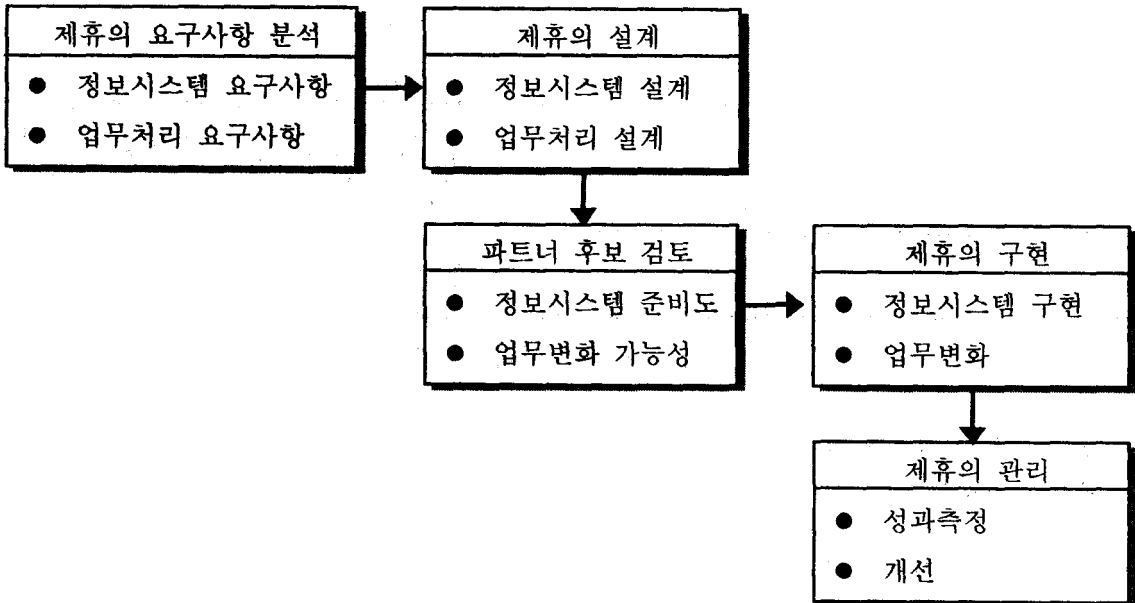 제휴의 요구사항 분석
● 정보시스템 요구사항
● 업무처리 요구사항
제휴의 설계
● 정보시스템 설계
● 업무처리 설계
파트너 후보 검토
● 정보시스템 준비도
● 업무변화 가능성
제휴의 구현
● 정보시스템 구현
● 업무변화
제휴의 관리
● 성과측정
● 개선